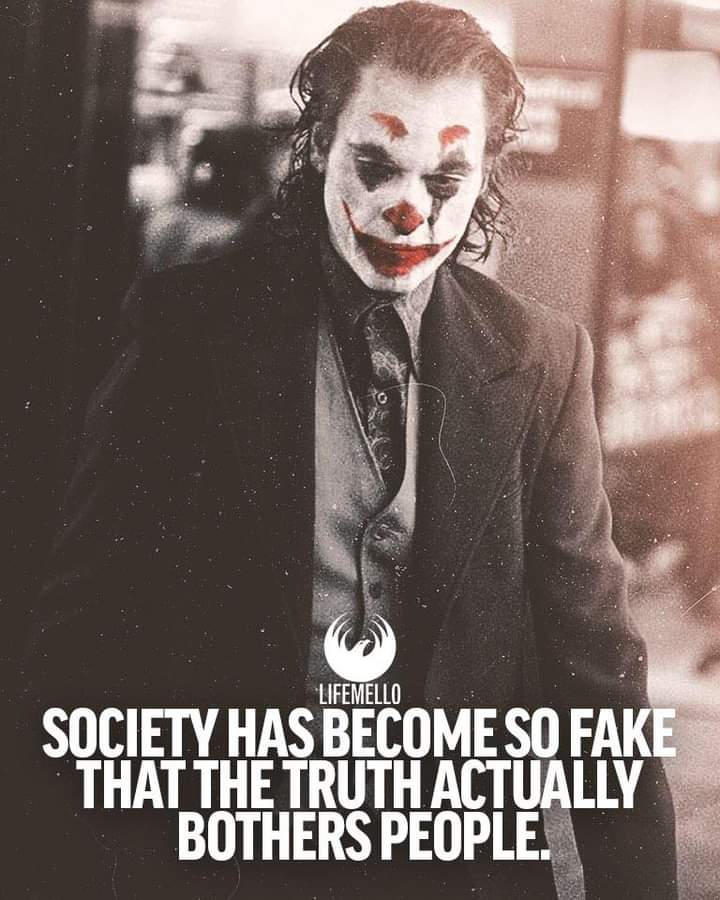 LIFEMELLO
SOCIETY HAS BECOME SO FAKE
THAT THE TRUTH ACTUALLY
BOTHERS PEOPLE.